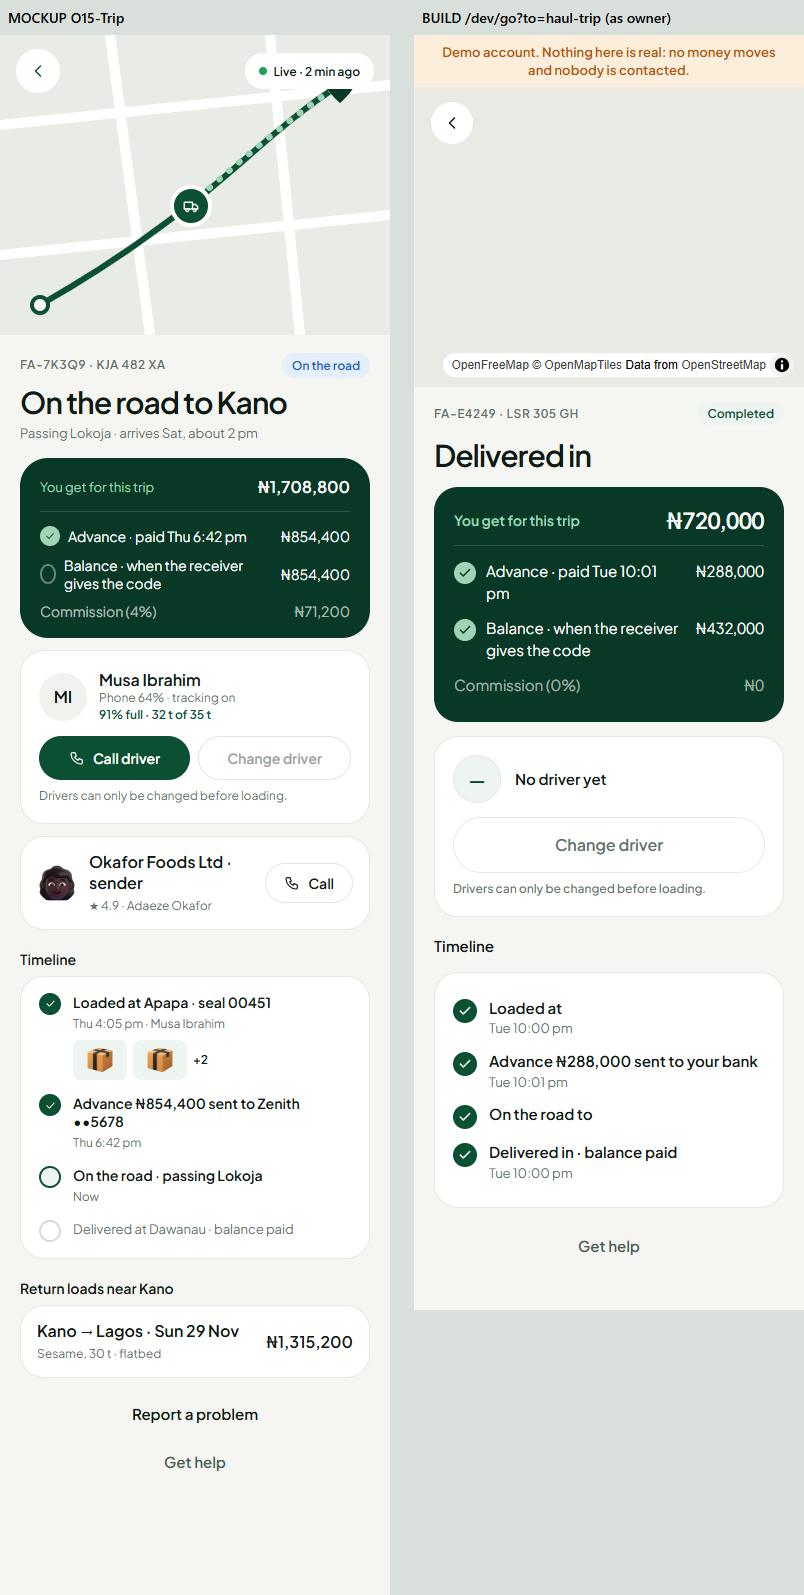 MOCKUP O15-Trip
Live · 2 min ago
FA-7K3Q9 · KJA 482 XA
On the road
On the road to Kano
Passing Lokoja · arrives Sat, about 2 pm
You get for this trip
₦1,708,800
Advance · paid Thu 6:42 pm
₦854,400
Balance · when the receiver
gives the code
₦854,400
Commission (4%)
₦71,200
MI
Musa Ibrahim
Phone 64% · tracking on
91% full · 32 t of 35 t
Call driver
Change driver
Drivers can only be changed before loading.
Okafor Foods Ltd ·
sender
★ 4.9 · Adaeze Okafor
Call
Timeline
Loaded at Apapa · seal 00451
Thu 4:05 pm · Musa Ibrahim
+2
Advance ₦854,400 sent to Zenith
••5678
Thu 6:42 pm
On the road · passing Lokoja
Now
Delivered at Dawanau · balance paid
Return loads near Kano
Kano → Lagos · Sun 29 Nov
Sesame, 30 t · flatbed
₦1,315,200
Report a problem
Get help
BUILD /dev/go?to=haul-trip (as owner)
Demo account. Nothing here is real: no money moves
and nobody is contacted.
OpenFreeMap © OpenMapTiles Data from OpenStreetMap
FA-E4249 · LSR 305 GH
Completed
Delivered in
You get for this trip
₦720,000
Advance · paid Tue 10:01
pm
₦288,000
Balance · when the receiver
gives the code
₦432,000
Commission (0%)
₦0
—
No driver yet
Change driver
Drivers can only be changed before loading.
Timeline
Loaded at
Tue 10:00 pm
Advance ₦288,000 sent to your bank
Tue 10:01 pm
On the road to
Delivered in · balance paid
Tue 10:00 pm
Get help